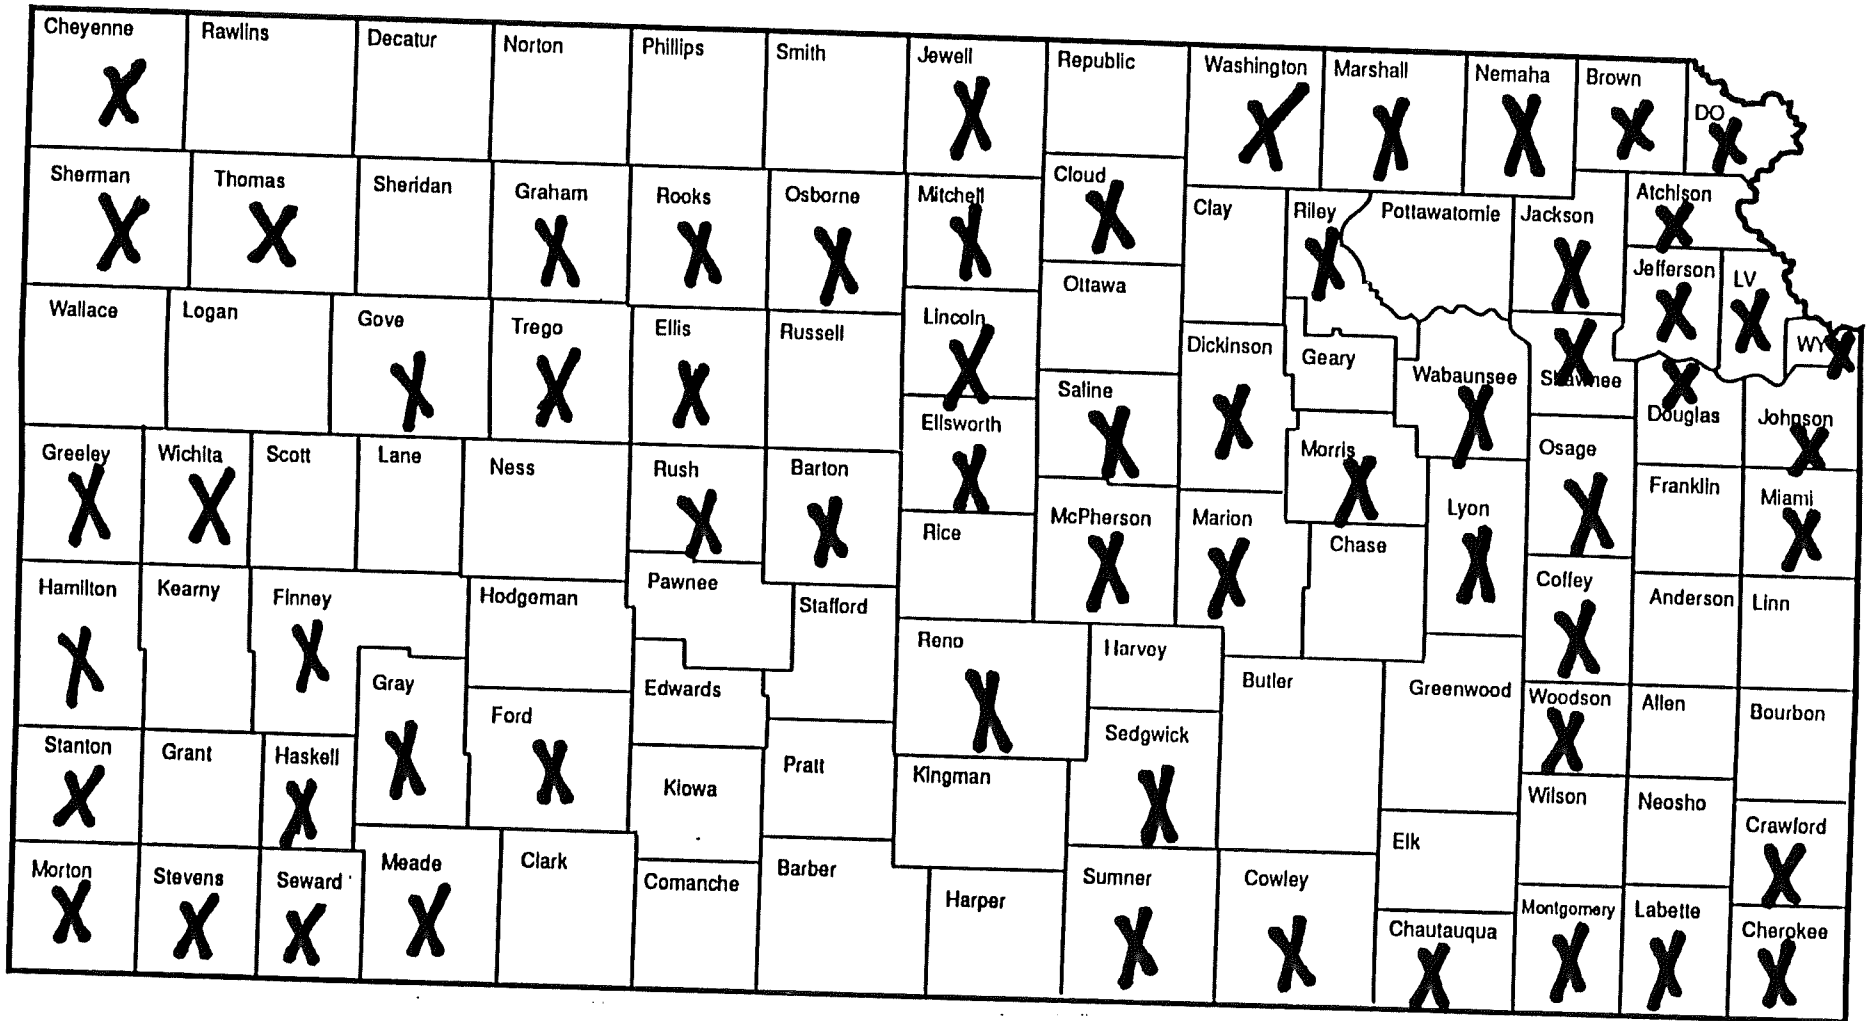 Cheyenne
Rawlins
Decatur
Norton
Phillips
Smith
Jewell
Republic
Washington
Marshall
Nemaha
Brown
DO
Sherman
Thomas
Sheridan
Graham
Rooks
Osborne
Mitchell
Cloud
Clay
Riley
Pottawatomie
Jackson
Atchison
Jefferson
LV
WY
Wallace
Logan
Gove
Trego
Ellis
Russell
Lincoln
Ottawa
Dickinson
Geary
Wabaunsee
Shawnee
Douglas
Johnson
Greeley
Wichita
Scott
Lane
Ness
Rush
Barton
Ellsworth
Saline
Morris
Osage
Franklin
Miami
Rice
McPherson
Marion
Chase
Lyon
Coffey
Anderson
Linn
Hamilton
Kearny
Finney
Hodgeman
Pawnee
Stafford
Reno
Harvey
Butler
Greenwood
Woodson
Allen
Bourbon
Gray
Ford
Edwards
Sedgwick
Stanton
Grant
Haskell
Kiowa
Pratt
Kingman
Wilson
Neosho
Crawford
Elk
Morton
Stevens
Seward
Meade
Clark
Comanche
Barber
Harper
Sumner
Cowley
Chautauqua
Montgomery
Labette
Cherokee